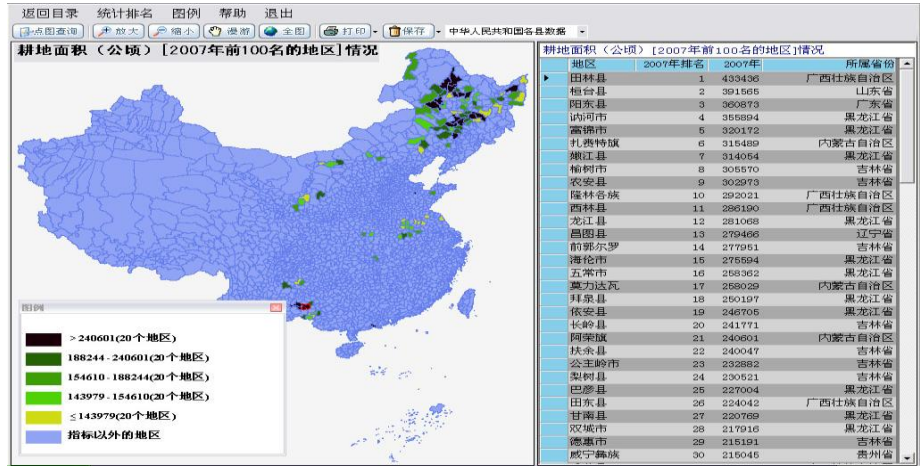 返回目录 统计排名 图例 帮助 退出
点图查询 放大 缩小 漫游 全图 打印 保存 中华人民共和国各县数据
耕地面积（公顷）[2007年前100名的地区]情况
图例
>240601(20个地区)
188244-240601(20个地区)
154610-188244(20个地区)
143979-154610(20个地区)
≤143979(20个地区)
指标以外的地区
耕地面积（公顷）[2007年前100名的地区]情况
地区 2007年排名 2007年 所属省份
田林县 1 433436 广西壮族自治区
桓台县 2 391565 山东省
阳东县 3 360873 广东省
讷河市 4 355894 黑龙江省
富锦市 5 320172 黑龙江省
扎赉特旗 6 315489 内蒙古自治区
嫩江县 7 314054 黑龙江省
榆树市 8 305570 吉林省
农安县 9 302973 吉林省
隆林各族 10 292021 广西壮族自治区
西林县 11 286190 广西壮族自治区
龙江县 12 281068 黑龙江省
昌图县 13 279466 辽宁省
前郭尔罗 14 277951 吉林省
海伦市 15 275594 黑龙江省
五常市 16 258362 黑龙江省
莫力达瓦 17 258029 内蒙古自治区
拜泉县 18 250197 黑龙江省
依安县 19 246705 黑龙江省
长岭县 20 241771 吉林省
阿荣旗 21 240601 内蒙古自治区
扶余县 22 240047 吉林省
公主岭市 23 232882 吉林省
梨树县 24 230521 吉林省
巴彦县 25 227004 黑龙江省
田东县 26 224042 广西壮族自治区
甘南县 27 220769 黑龙江省
双城市 28 217916 黑龙江省
德惠市 29 215191 吉林省
威宁彝族 30 215045 贵州省